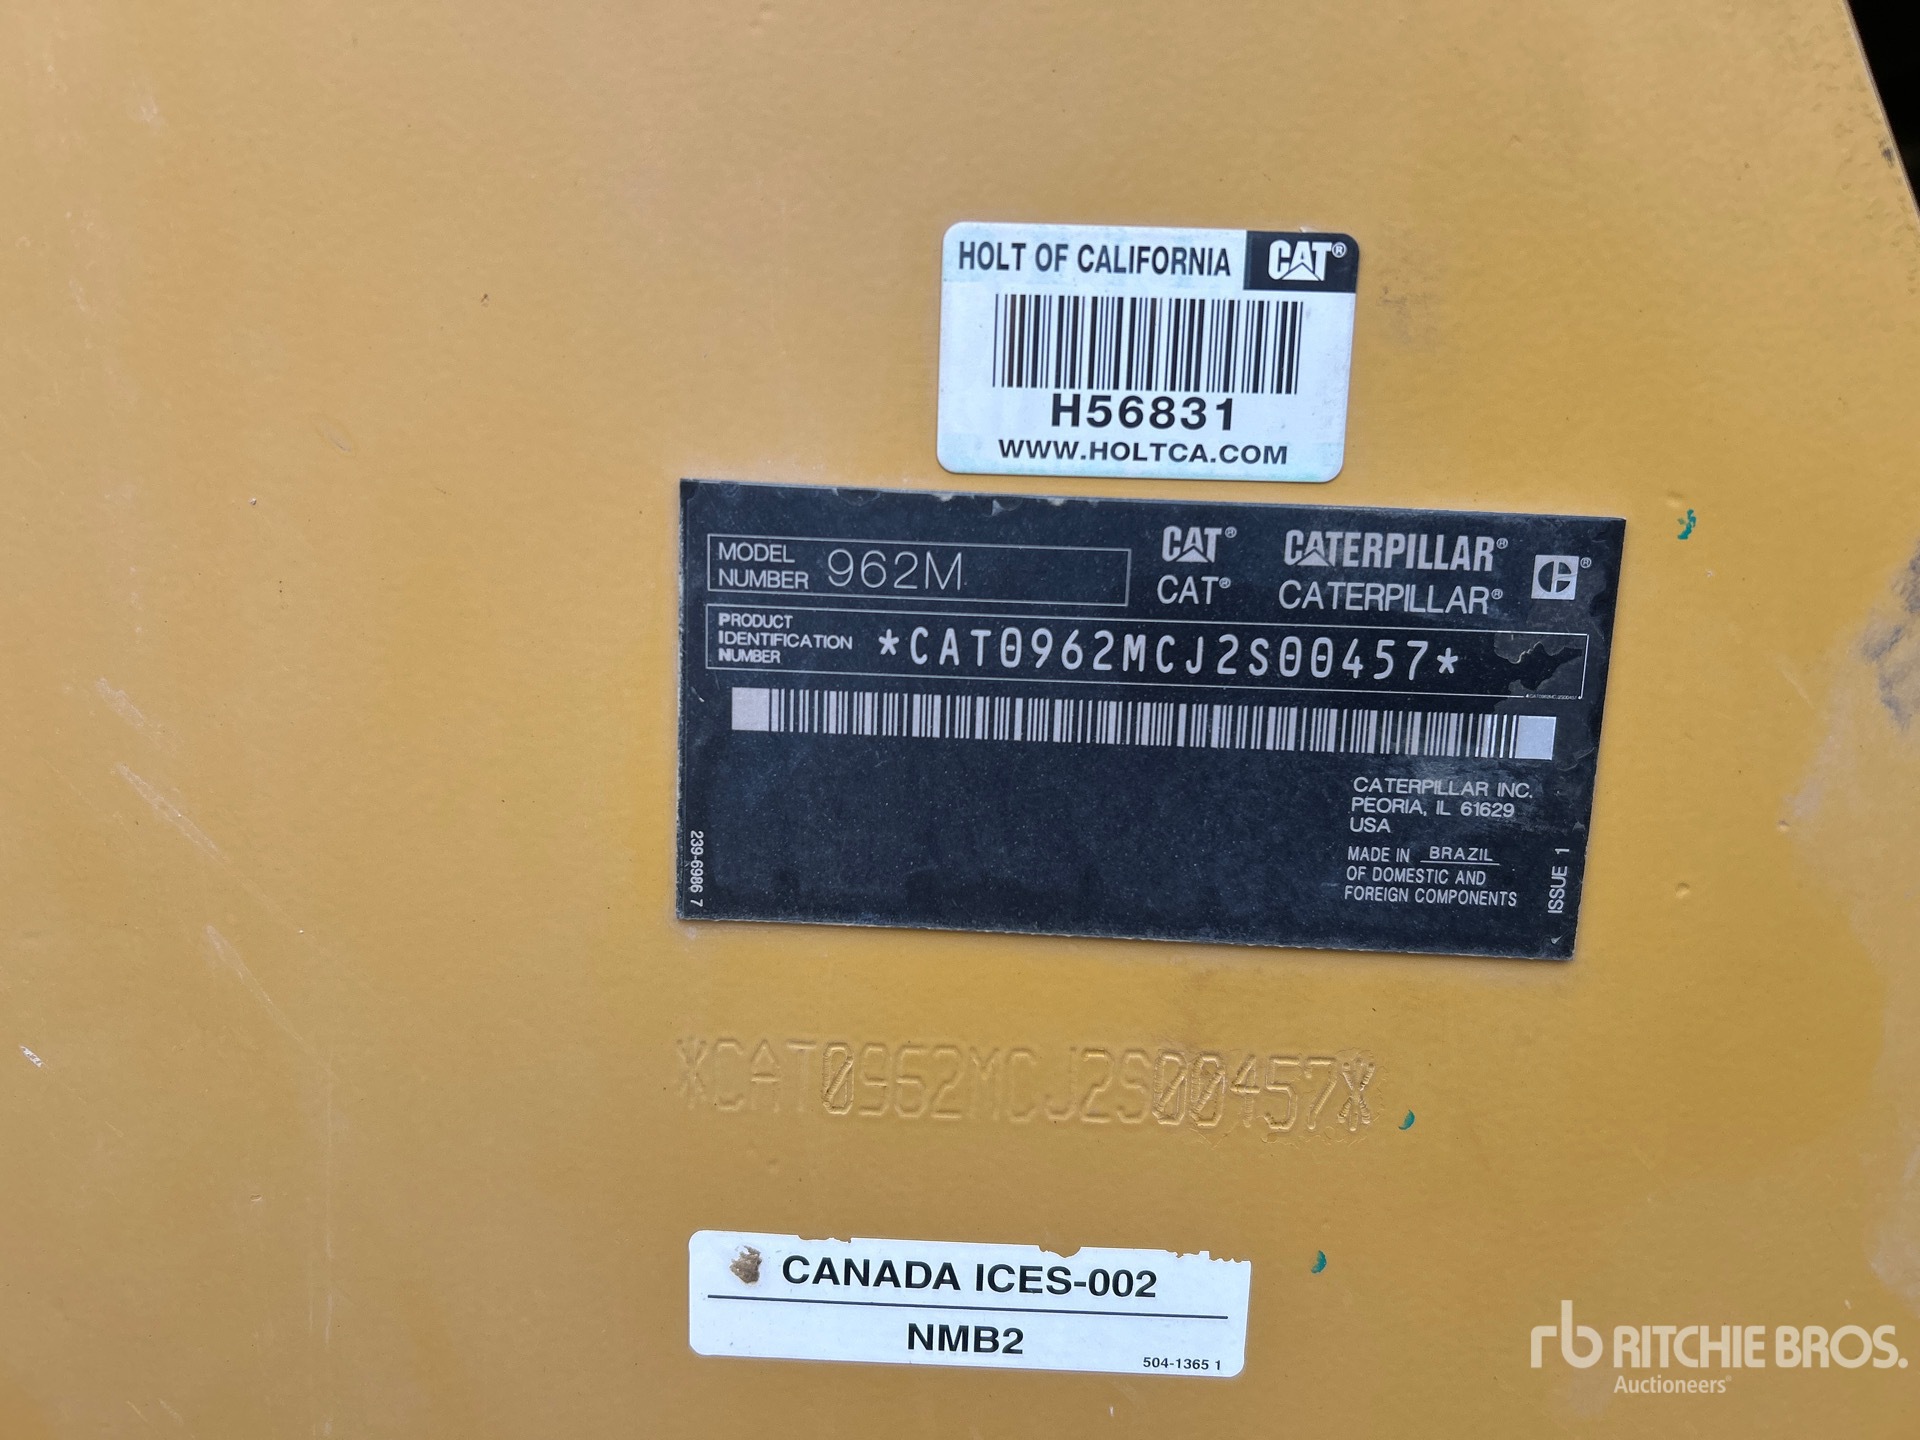 HOLT OF CALIFORNIA CAT®
H56831
WWW.HOLTCA.COM
MODEL NUMBER 962M
CAT® CATERPILLAR®
CAT® CATERPILLAR®
PRODUCT IDENTIFICATION NUMBER *CAT0962MCJ2S00457*
*CAT0962MCJ2S00457*
CATERPILLAR INC.
PEORIA, IL 61629
USA
MADE IN BRAZIL
OF DOMESTIC AND
FOREIGN COMPONENTS
239-6986 7
ISSUE 1
*CAT0962MCJ2S00457*
CANADA ICES-002
NMB2
504-1365 1
rb RITCHIE BROS.
Auctioneers